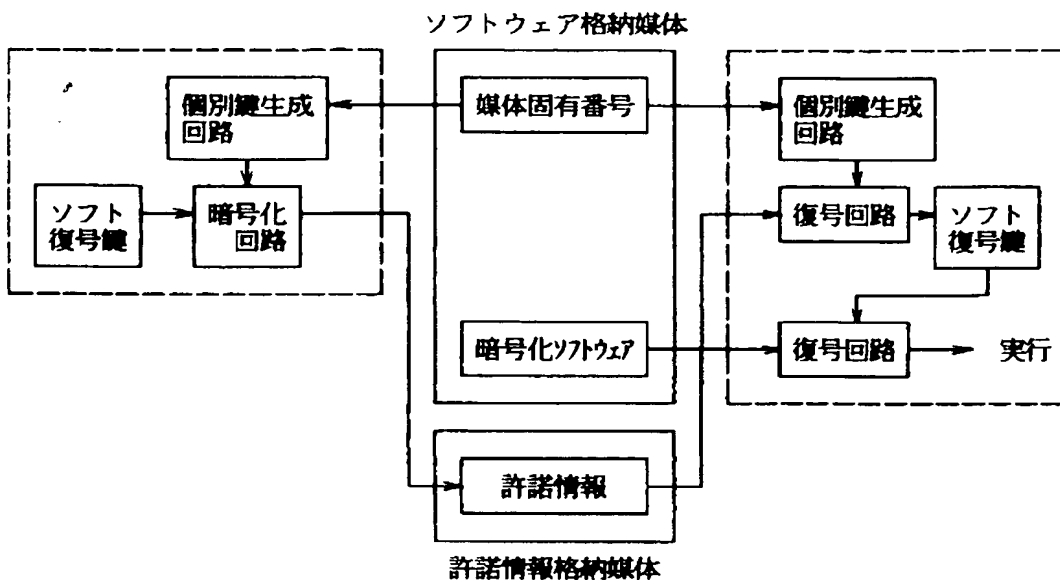 ソフトウェア格納媒体
個別鍵生成
回路
媒体固有番号
個別鍵生成
回路
ソフト
復号鍵
暗号化
回路
復号回路
ソフト
復号鍵
暗号化ソフトウェア
復号回路
実行
許諾情報
許諾情報格納媒体